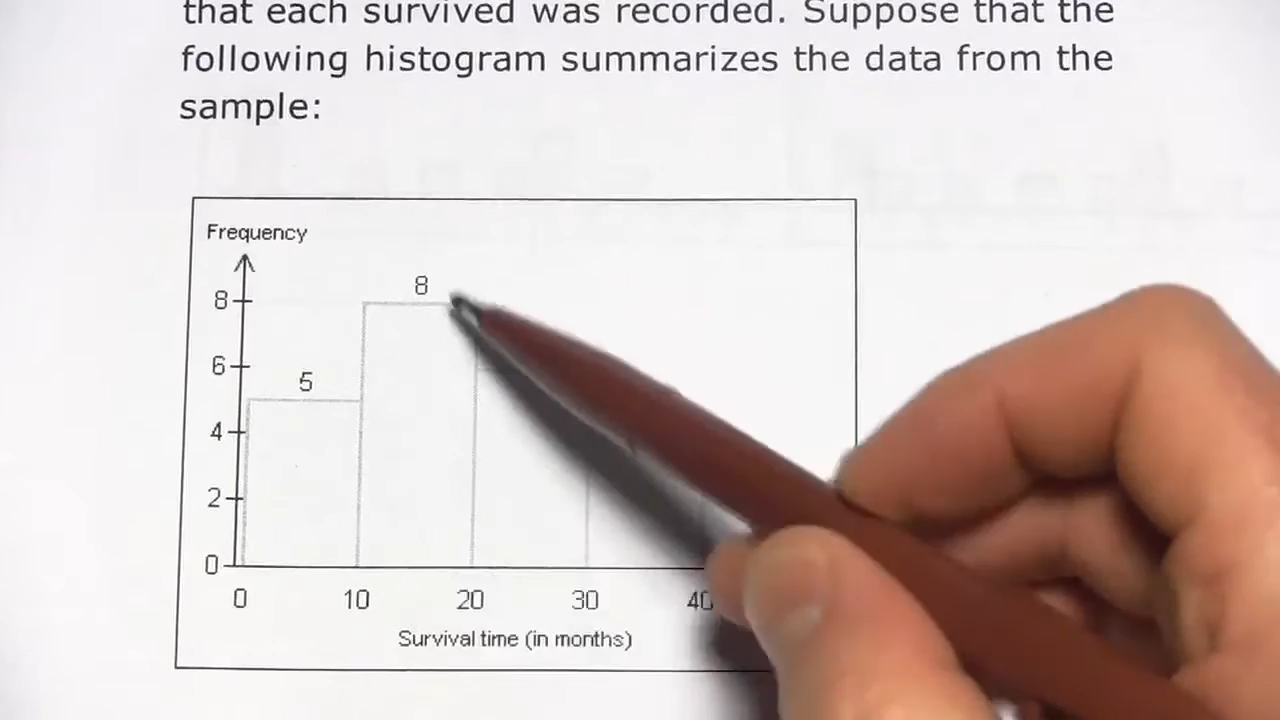 that each survived was recorded. Suppose that the
following histogram summarizes the data from the
sample:
Frequency
8
8
6
5
4
2
0
0 10 20 30 40
Survival time (in months)